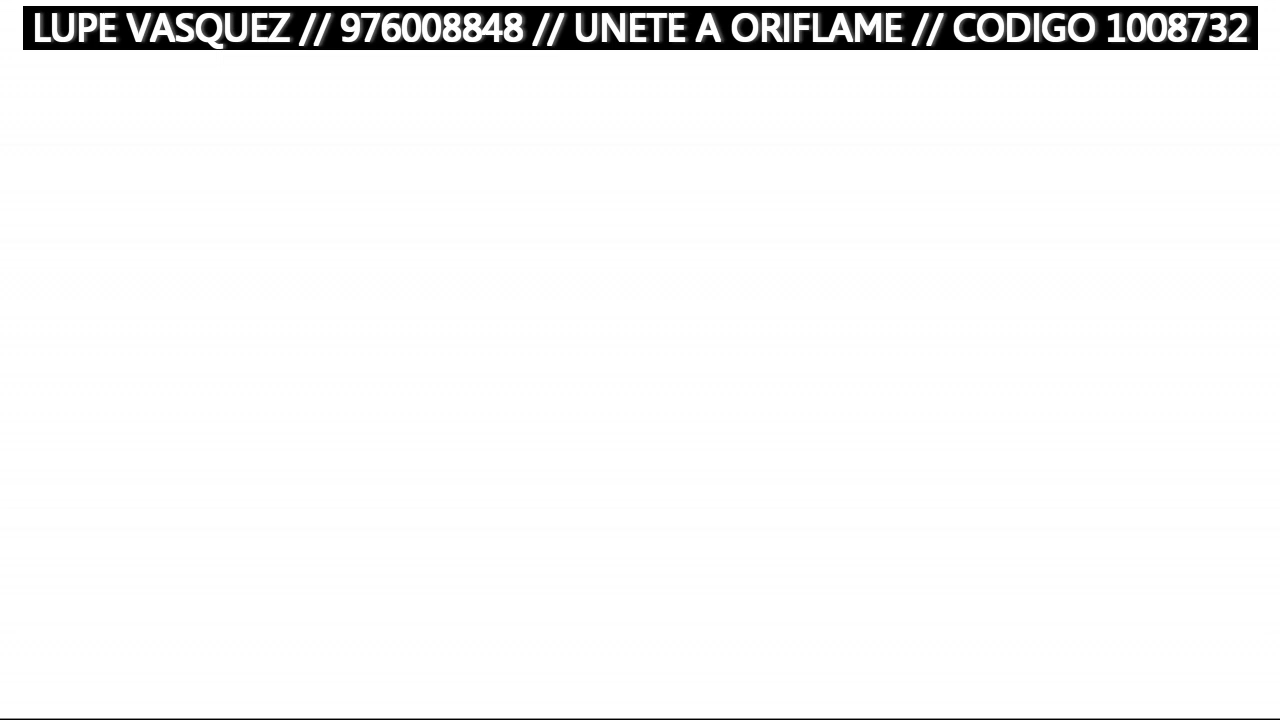 LUPE VASQUEZ // 976008848 // UNETE A ORIFLAME // CODIGO 1008732